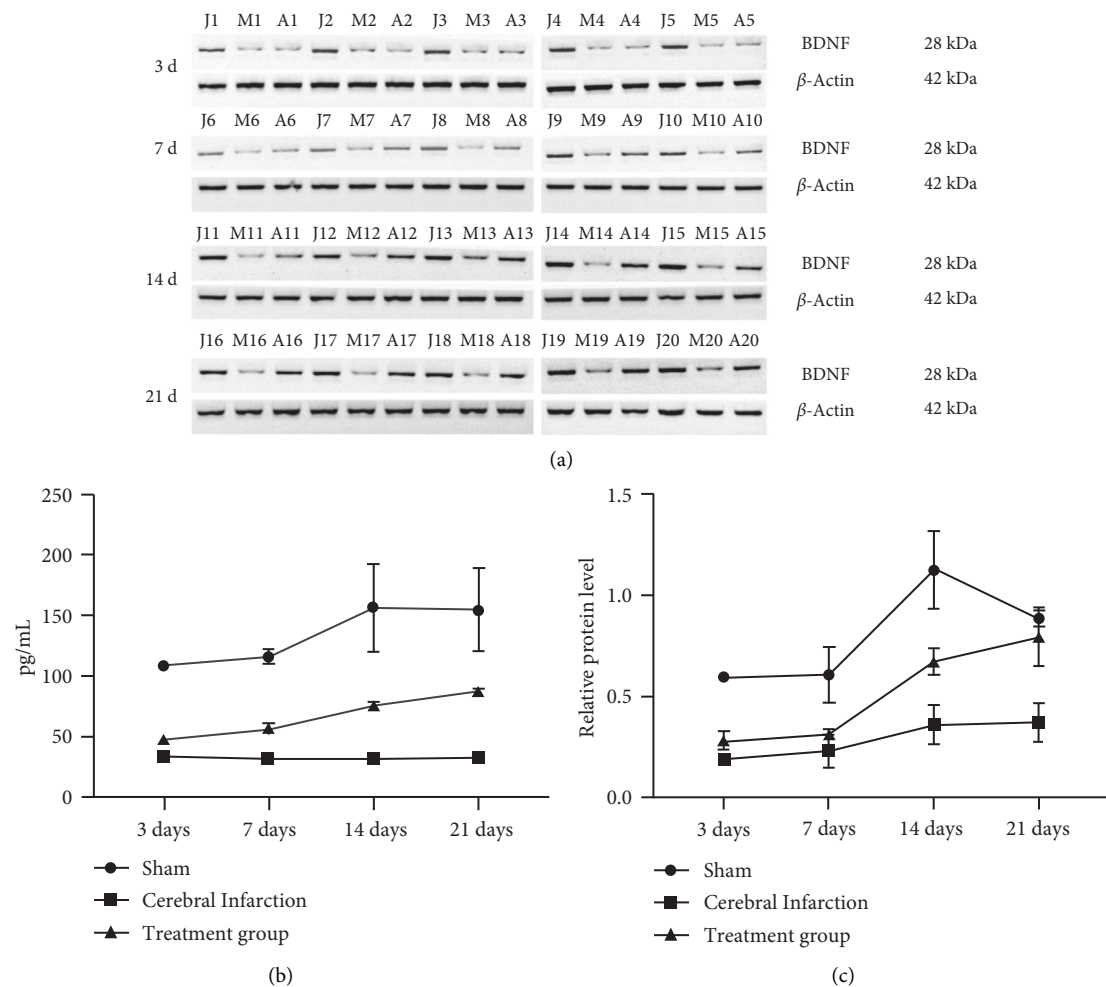 J1 M1 A1 J2 M2 A2 J3 M3 A3 J4 M4 A4 J5 M5 A5
3 d
BDNF 28 kDa
β-Actin 42 kDa
J6 M6 A6 J7 M7 A7 J8 M8 A8 J9 M9 A9 J10 M10 A10
7 d
BDNF 28 kDa
β-Actin 42 kDa
J11 M11 A11 J12 M12 A12 J13 M13 A13 J14 M14 A14 J15 M15 A15
14 d
BDNF 28 kDa
β-Actin 42 kDa
J16 M16 A16 J17 M17 A17 J18 M18 A18 J19 M19 A19 J20 M20 A20
21 d
BDNF 28 kDa
β-Actin 42 kDa
(a)
pg/mL
250
200
150
100
50
0
3 days 7 days 14 days 21 days
Sham
Cerebral Infarction
Treatment group
(b)
Relative protein level
1.5
1.0
0.5
0.0
3 days 7 days 14 days 21 days
Sham
Cerebral Infarction
Treatment group
(c)